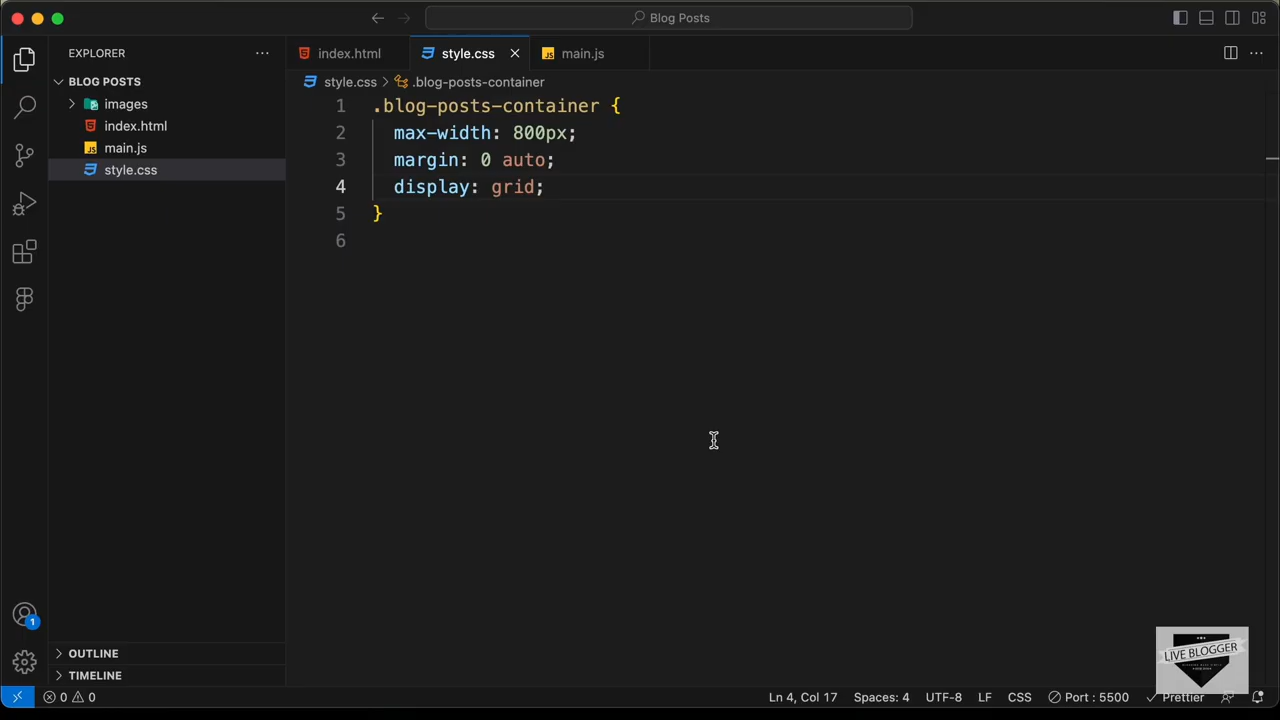 Blog Posts
EXPLORER
BLOG POSTS
images
index.html
main.js
style.css
OUTLINE
TIMELINE
index.html
style.css
main.js
style.css > .blog-posts-container
1 .blog-posts-container {
2 max-width: 800px;
3 margin: 0 auto;
4 display: grid;
5 }
6
1
LIVE BLOGGER
0 0
Ln 4, Col 17 Spaces: 4 UTF-8 LF CSS Port : 5500 Prettier